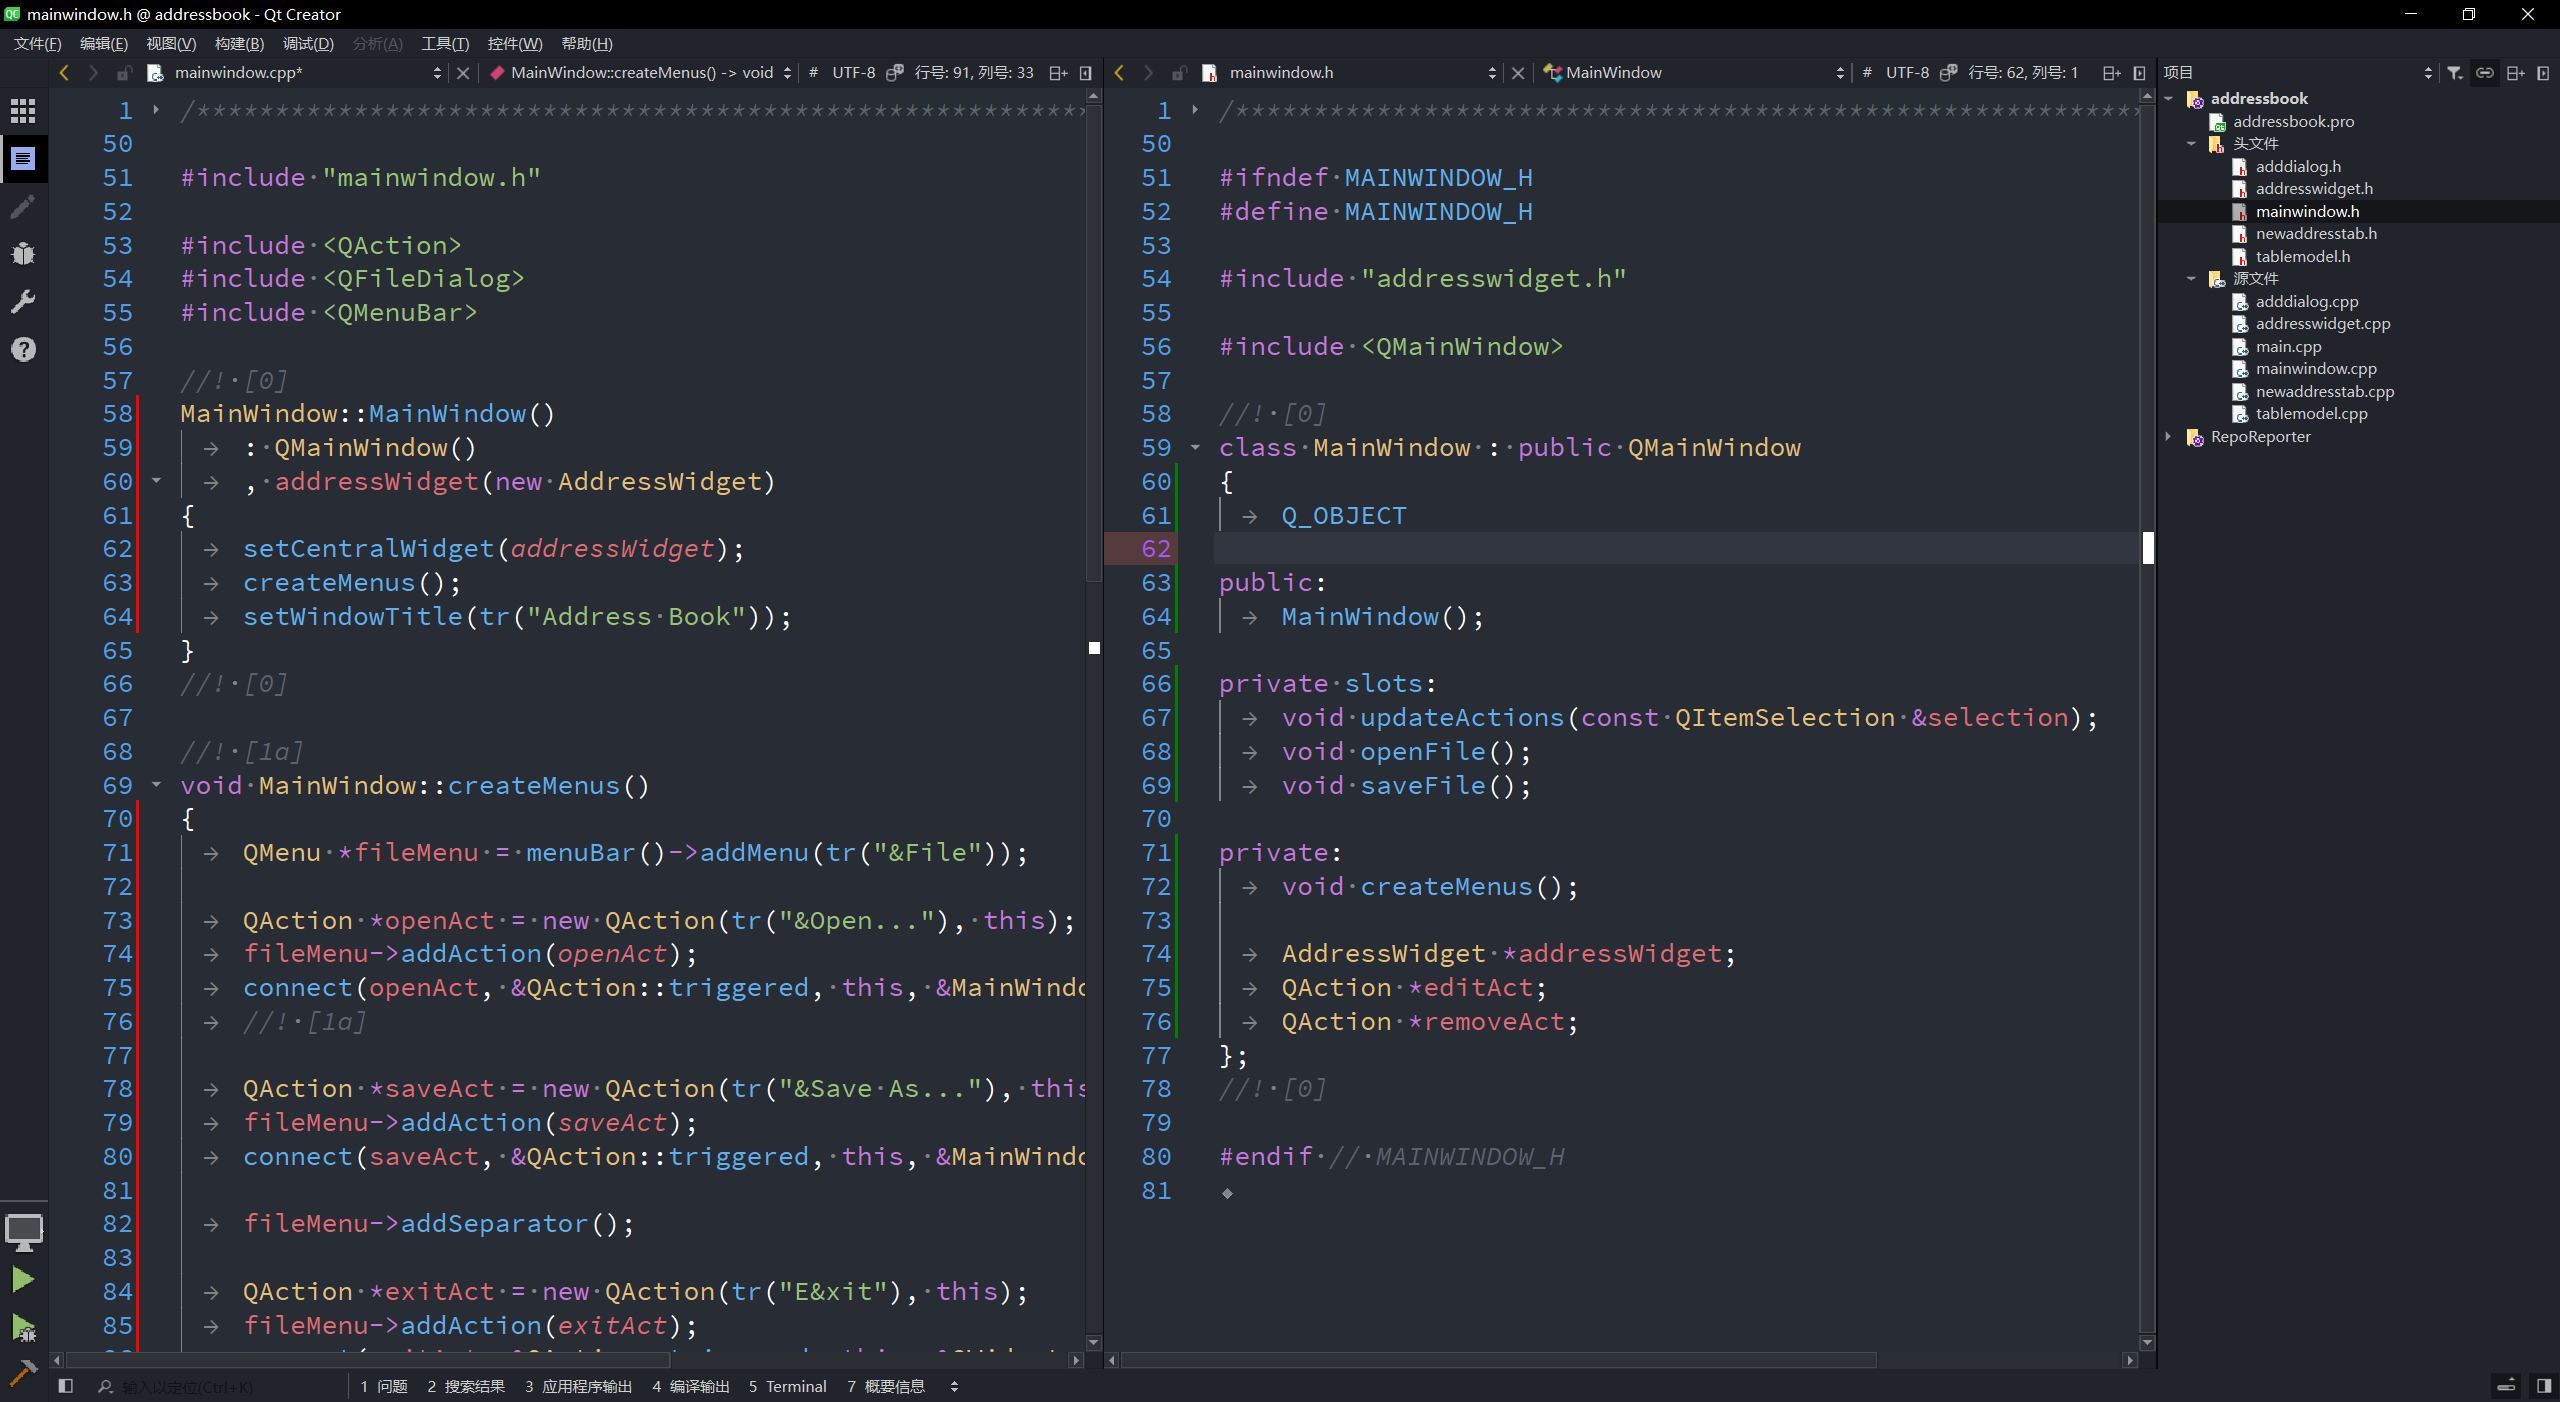 mainwindow.h @ addressbook - Qt Creator
文件(F) 编辑(E) 视图(V) 构建(B) 调试(D) 分析(A) 工具(T) 控件(W) 帮助(H)
mainwindow.cpp* MainWindow::createMenus() -> void # UTF-8 行号: 91, 列号: 33
1 /*********************************************************
50
51 #include "mainwindow.h"
52
53 #include <QAction>
54 #include <QFileDialog>
55 #include <QMenuBar>
56
57 //! [0]
58 MainWindow::MainWindow()
59 : QMainWindow()
60 , addressWidget(new AddressWidget)
61 {
62 setCentralWidget(addressWidget);
63 createMenus();
64 setWindowTitle(tr("Address Book"));
65 }
66 //! [0]
67
68 //! [1a]
69 void MainWindow::createMenus()
70 {
71 QMenu *fileMenu = menuBar()->addMenu(tr("&File"));
72
73 QAction *openAct = new QAction(tr("&Open..."), this);
74 fileMenu->addAction(openAct);
75 connect(openAct, &QAction::triggered, this, &MainWindo
76 //! [1a]
77
78 QAction *saveAct = new QAction(tr("&Save As..."), this
79 fileMenu->addAction(saveAct);
80 connect(saveAct, &QAction::triggered, this, &MainWindo
81
82 fileMenu->addSeparator();
83
84 QAction *exitAct = new QAction(tr("E&xit"), this);
85 fileMenu->addAction(exitAct);
mainwindow.h MainWindow # UTF-8 行号: 62, 列号: 1
1 /**********************************************************
50
51 #ifndef MAINWINDOW_H
52 #define MAINWINDOW_H
53
54 #include "addresswidget.h"
55
56 #include <QMainWindow>
57
58 //! [0]
59 class MainWindow : public QMainWindow
60 {
61 Q_OBJECT
62
63 public:
64 MainWindow();
65
66 private slots:
67 void updateActions(const QItemSelection &selection);
68 void openFile();
69 void saveFile();
70
71 private:
72 void createMenus();
73
74 AddressWidget *addressWidget;
75 QAction *editAct;
76 QAction *removeAct;
77 };
78 //! [0]
79
80 #endif // MAINWINDOW_H
81
项目
addressbook
addressbook.pro
头文件
adddialog.h
addresswidget.h
mainwindow.h
newaddresstab.h
tablemodel.h
源文件
adddialog.cpp
addresswidget.cpp
main.cpp
mainwindow.cpp
newaddresstab.cpp
tablemodel.cpp
RepoReporter
输入以定位(Ctrl+K) 1 问题 2 搜索结果 3 应用程序输出 4 编译输出 5 Terminal 7 概要信息